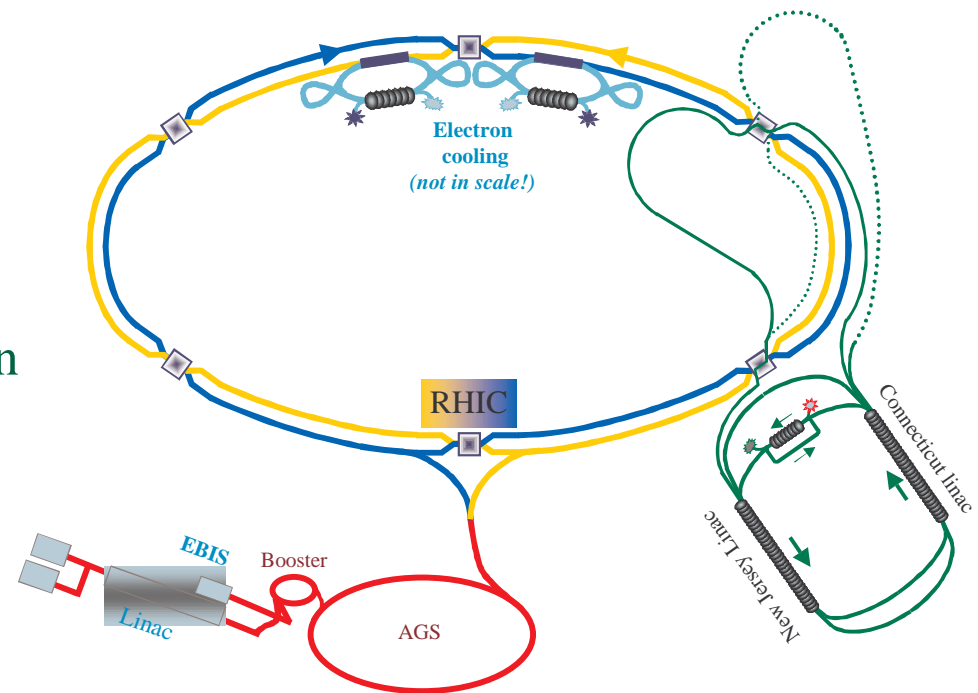 Electron
cooling
(not in scale!)
n
RHIC
Connecticut linac
New Jersey Linac
EBIS
Booster
Linac
AGS